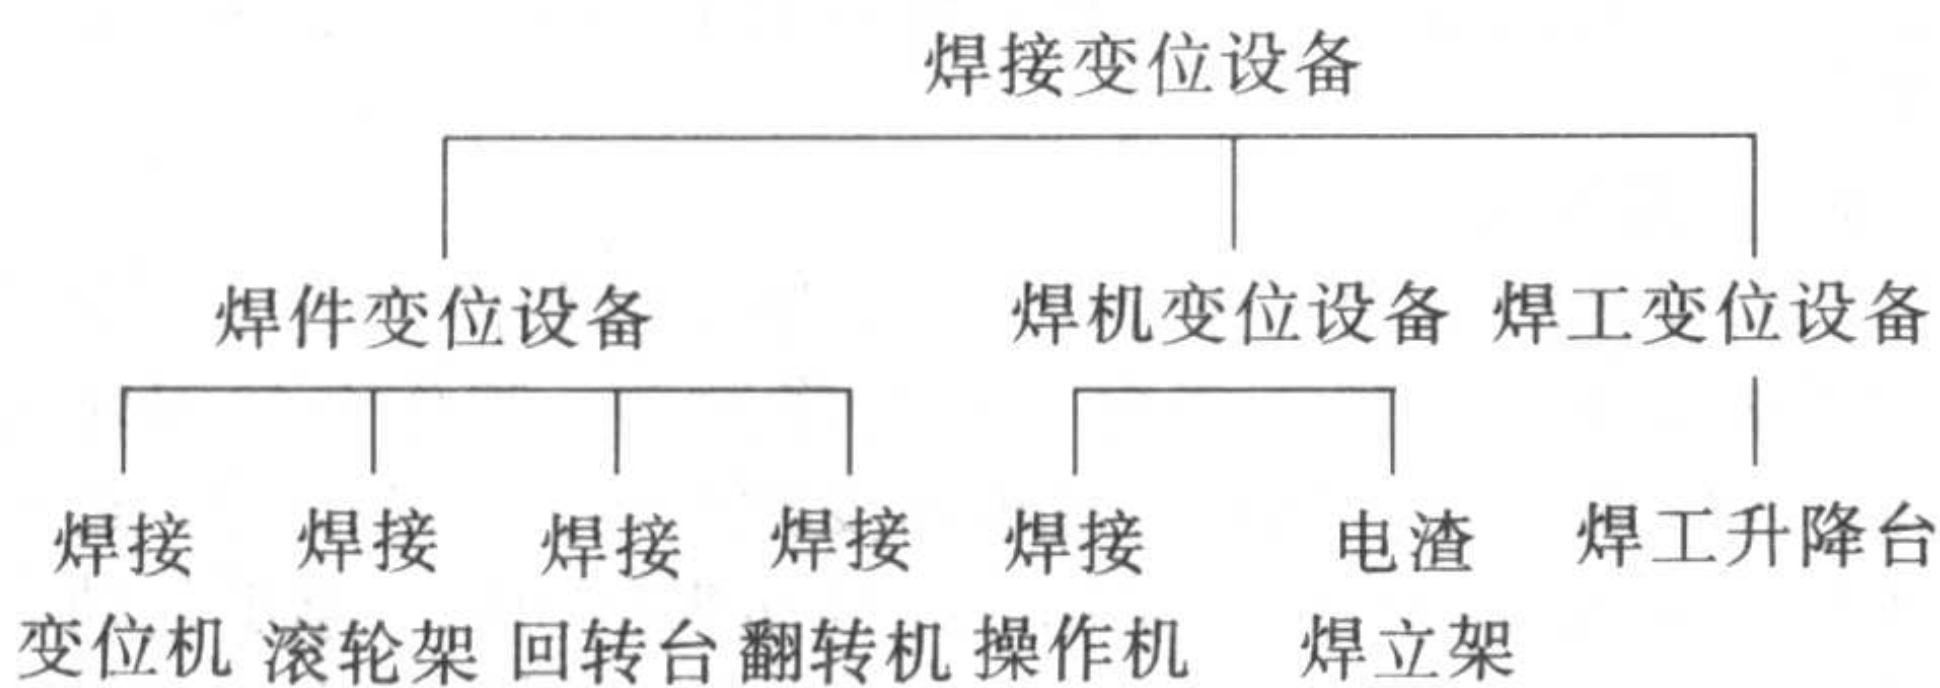 焊接变位设备
焊件变位设备 焊机变位设备 焊工变位设备
焊接 焊接 焊接 焊接 焊接 电渣 焊工升降台
变位机 滚轮架 回转台 翻转机 操作机 焊立架